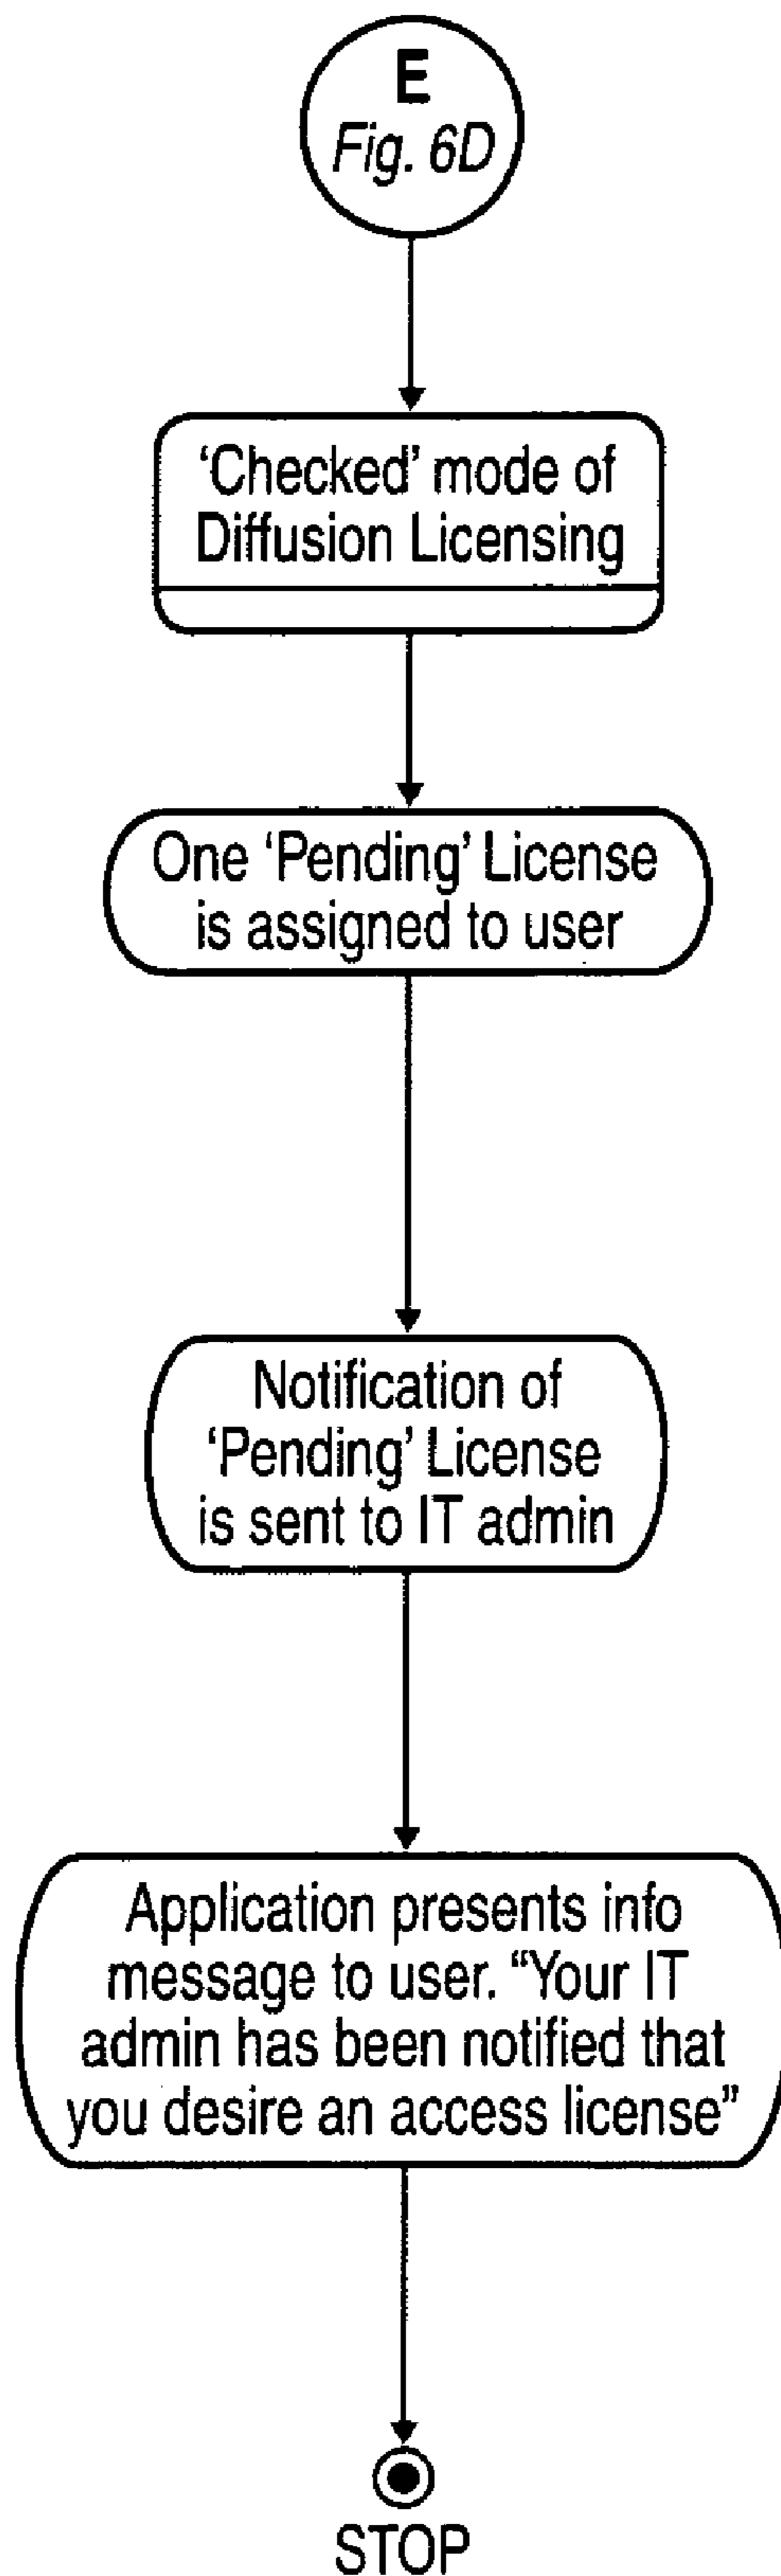 E
Fig. 6D
‘Checked’ mode of
Diffusion Licensing
One ‘Pending’ License
is assigned to user
Notification of
‘Pending’ License
is sent to IT admin
Application presents info
message to user. “Your IT
admin has been notified that
you desire an access license”
STOP